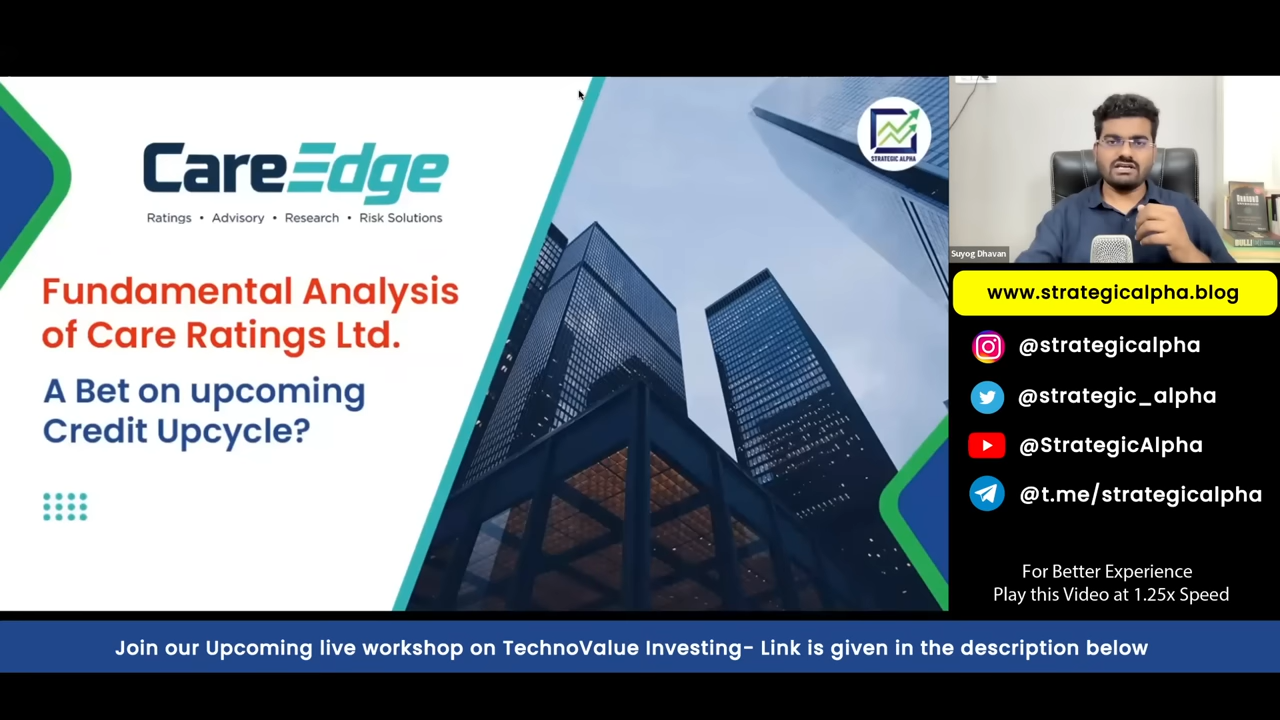 CareEdge
Ratings • Advisory • Research • Risk Solutions
Fundamental Analysis
of Care Ratings Ltd.
A Bet on upcoming
Credit Upcycle?
STRATEGIC ALPHA
Suyog Dhavan
www.strategicalpha.blog
@strategicalpha
@strategic_alpha
@StrategicAlpha
@t.me/strategicalpha
For Better Experience
Play this Video at 1.25x Speed
Join our Upcoming live workshop on TechnoValue Investing- Link is given in the description below